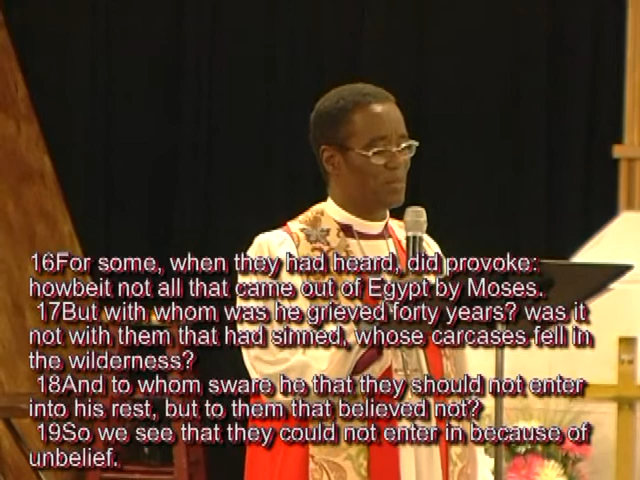 16For some, when they had heard, did provoke:
howbeit not all that came out of Egypt by Moses.
17But with whom was he grieved forty years? was it
not with them that had sinned, whose carcases fell in
the wilderness?
18And to whom sware he that they should not enter
into his rest, but to them that believed not?
19So we see that they could not enter in because of
unbelief.